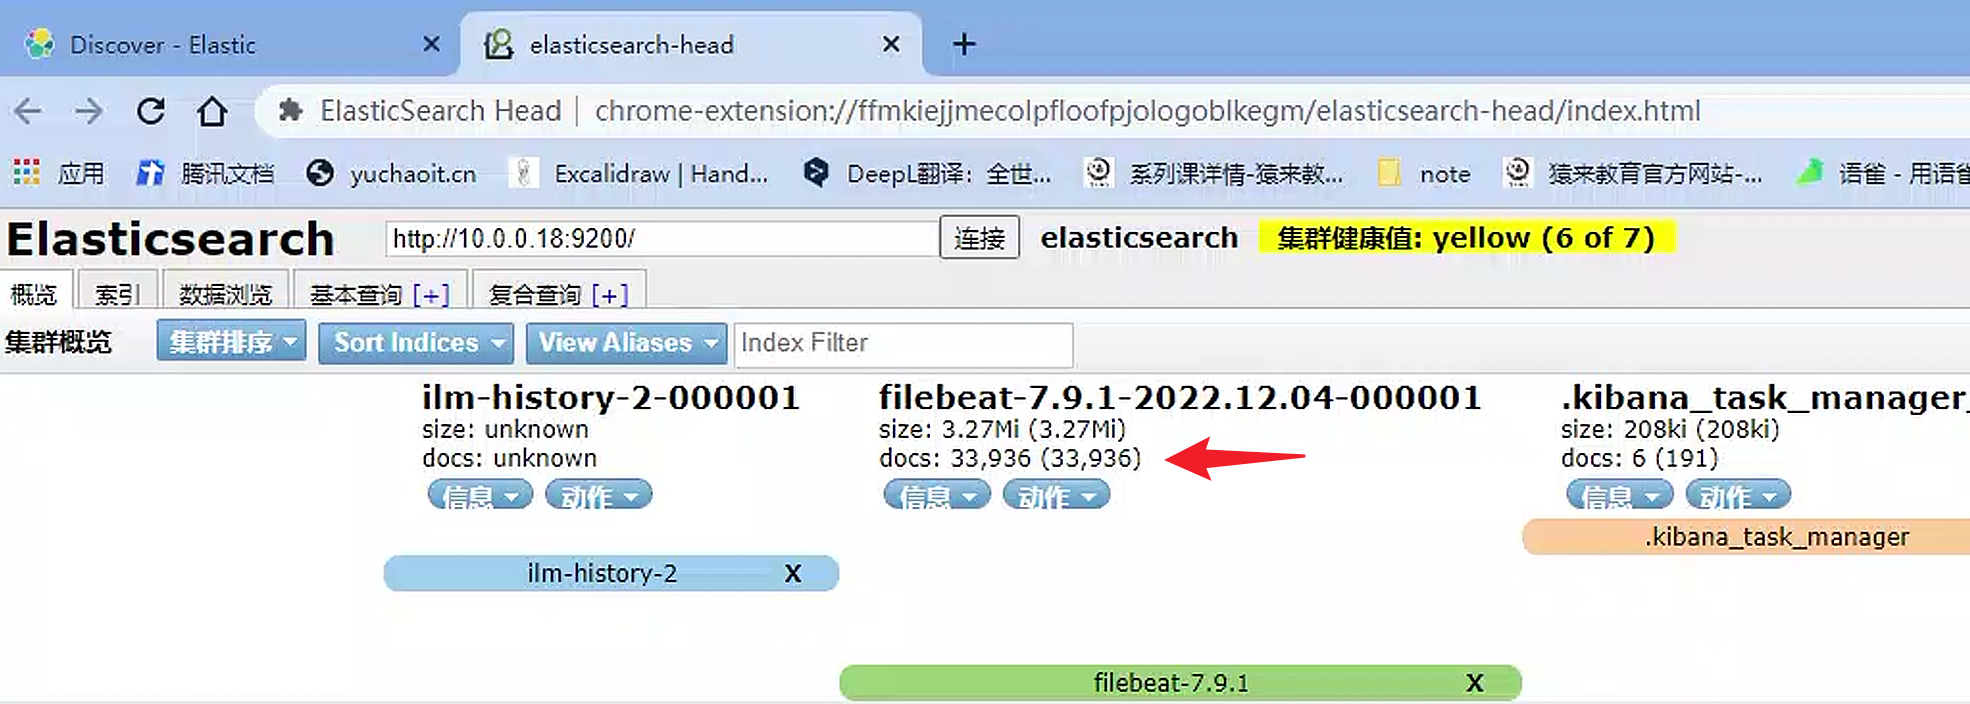 Discover - Elastic
elasticsearch-head
ElasticSearch Head | chrome-extension://ffmkiejjmecolpfloofpjologoblkegm/elasticsearch-head/index.html
应用 腾讯文档 yuchaoit.cn Excalidraw | Hand... DeepL翻译：全世... 系列课详情-猿来教... note 猿来教育官方网站-... 语雀 - 用语雀
Elasticsearch http://10.0.0.18:9200/ 连接 elasticsearch 集群健康值: yellow (6 of 7)
概览 索引 数据浏览 基本查询 [+] 复合查询 [+]
集群概览 集群排序 Sort Indices View Aliases Index Filter
ilm-history-2-000001
size: unknown
docs: unknown
信息 动作
filebeat-7.9.1-2022.12.04-000001
size: 3.27Mi (3.27Mi)
docs: 33,936 (33,936)
信息 动作
.kibana_task_manager_
size: 208ki (208ki)
docs: 6 (191)
信息 动作
.kibana_task_manager
ilm-history-2 X
filebeat-7.9.1 X